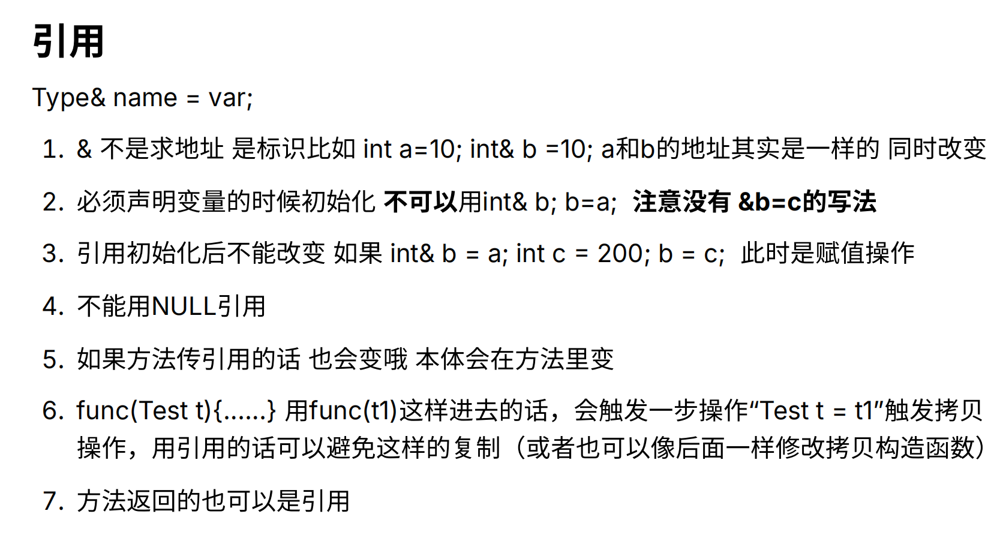 引用
Type& name = var;
1. & 不是求地址 是标识比如 int a=10; int& b =10; a和b的地址其实是一样的 同时改变
2. 必须声明变量的时候初始化 不可以用int& b; b=a;  注意没有 &b=c的写法
3. 引用初始化后不能改变 如果 int& b = a; int c = 200; b = c;  此时是赋值操作
4. 不能用NULL引用
5. 如果方法传引用的话 也会变哦 本体会在方法里变
6. func(Test t){......} 用func(t1)这样进去的话，会触发一步操作“Test t = t1”触发拷贝
操作，用引用的话可以避免这样的复制（或者也可以像后面一样修改拷贝构造函数）
7. 方法返回的也可以是引用